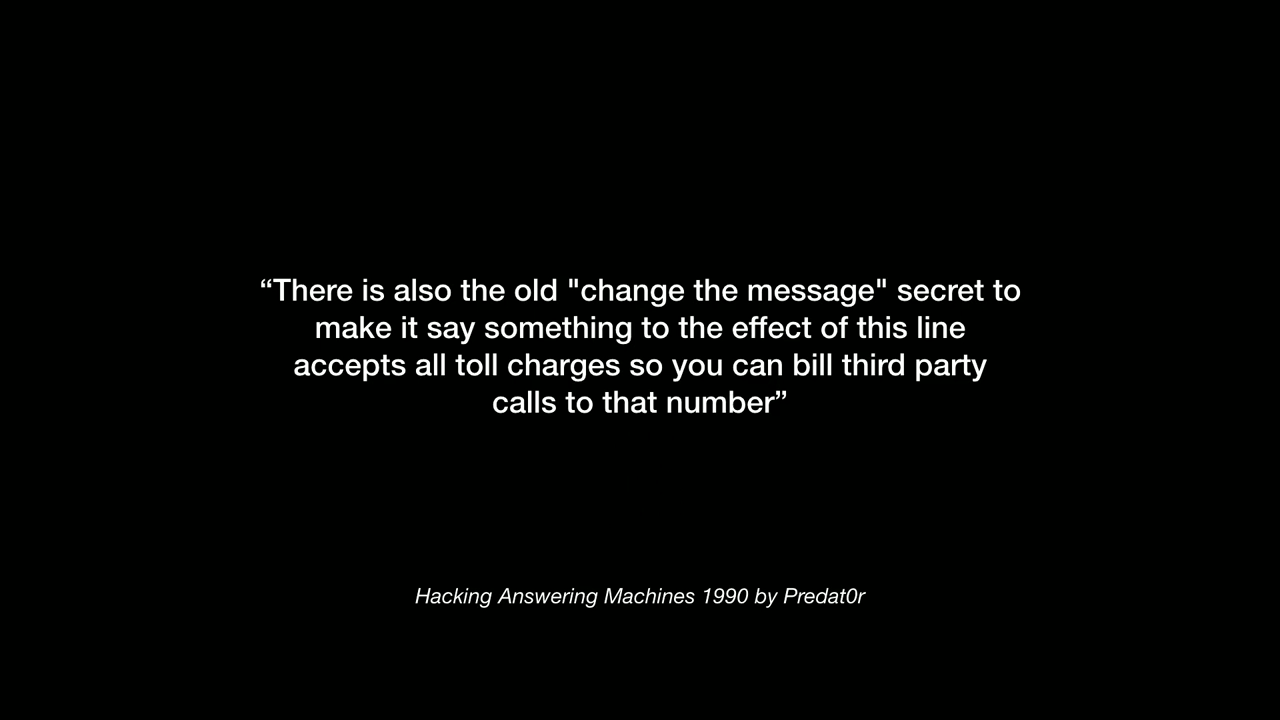 “There is also the old "change the message" secret to
make it say something to the effect of this line
accepts all toll charges so you can bill third party
calls to that number”
Hacking Answering Machines 1990 by Predat0r